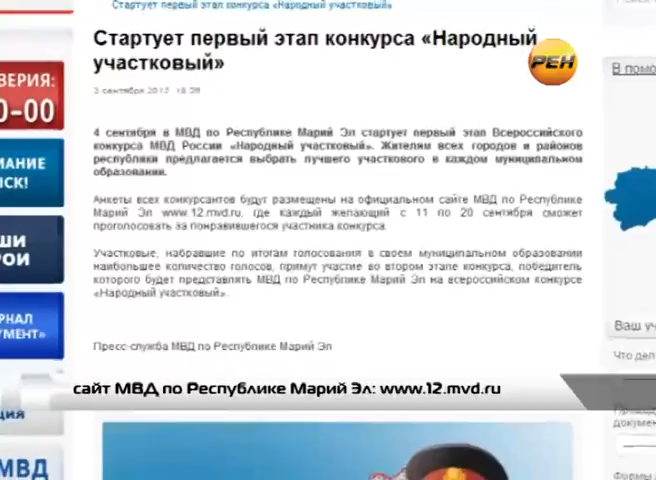 Стартует первый этап конкурса «Народный участковый»
Стартует первый этап конкурса «Народный
участковый»
РЕН
В помо
ВЕРИЯ:
0-00
4 сентября в МВД по Республике Марий Эл стартует первый этап Всероссийского
конкурса МВД России «Народный участковый». Жителям всех городов и районов
республики предлагается выбрать лучшего участкового в каждом муниципальном
образовании.
МАНИЕ
ІСК!
Анкеты всех конкурсантов будут размещены на официальном сайте МВД по Республике
Марий Эл www.12.mvd.ru, где каждый желающий с 11 по 20 сентября сможет
проголосовать за понравившегося участника конкурса.
ШИ
РОИ
Участковые, набравшие по итогам голосования в своем муниципальном образовании
наибольшее количество голосов, примут участие во втором этапе конкурса, победитель
которого будет представлять МВД по Республике Марий Эл на всероссийском конкурсе
«Народный участковый».
РНАЛ
УМЕНТ»
Ваш уч
Что дел
Пресс-служба МВД по Республике Марий Эл
сайт МВД по Республике Марий Эл: www.12.mvd.ru
ция
докумен
МВД
Формы